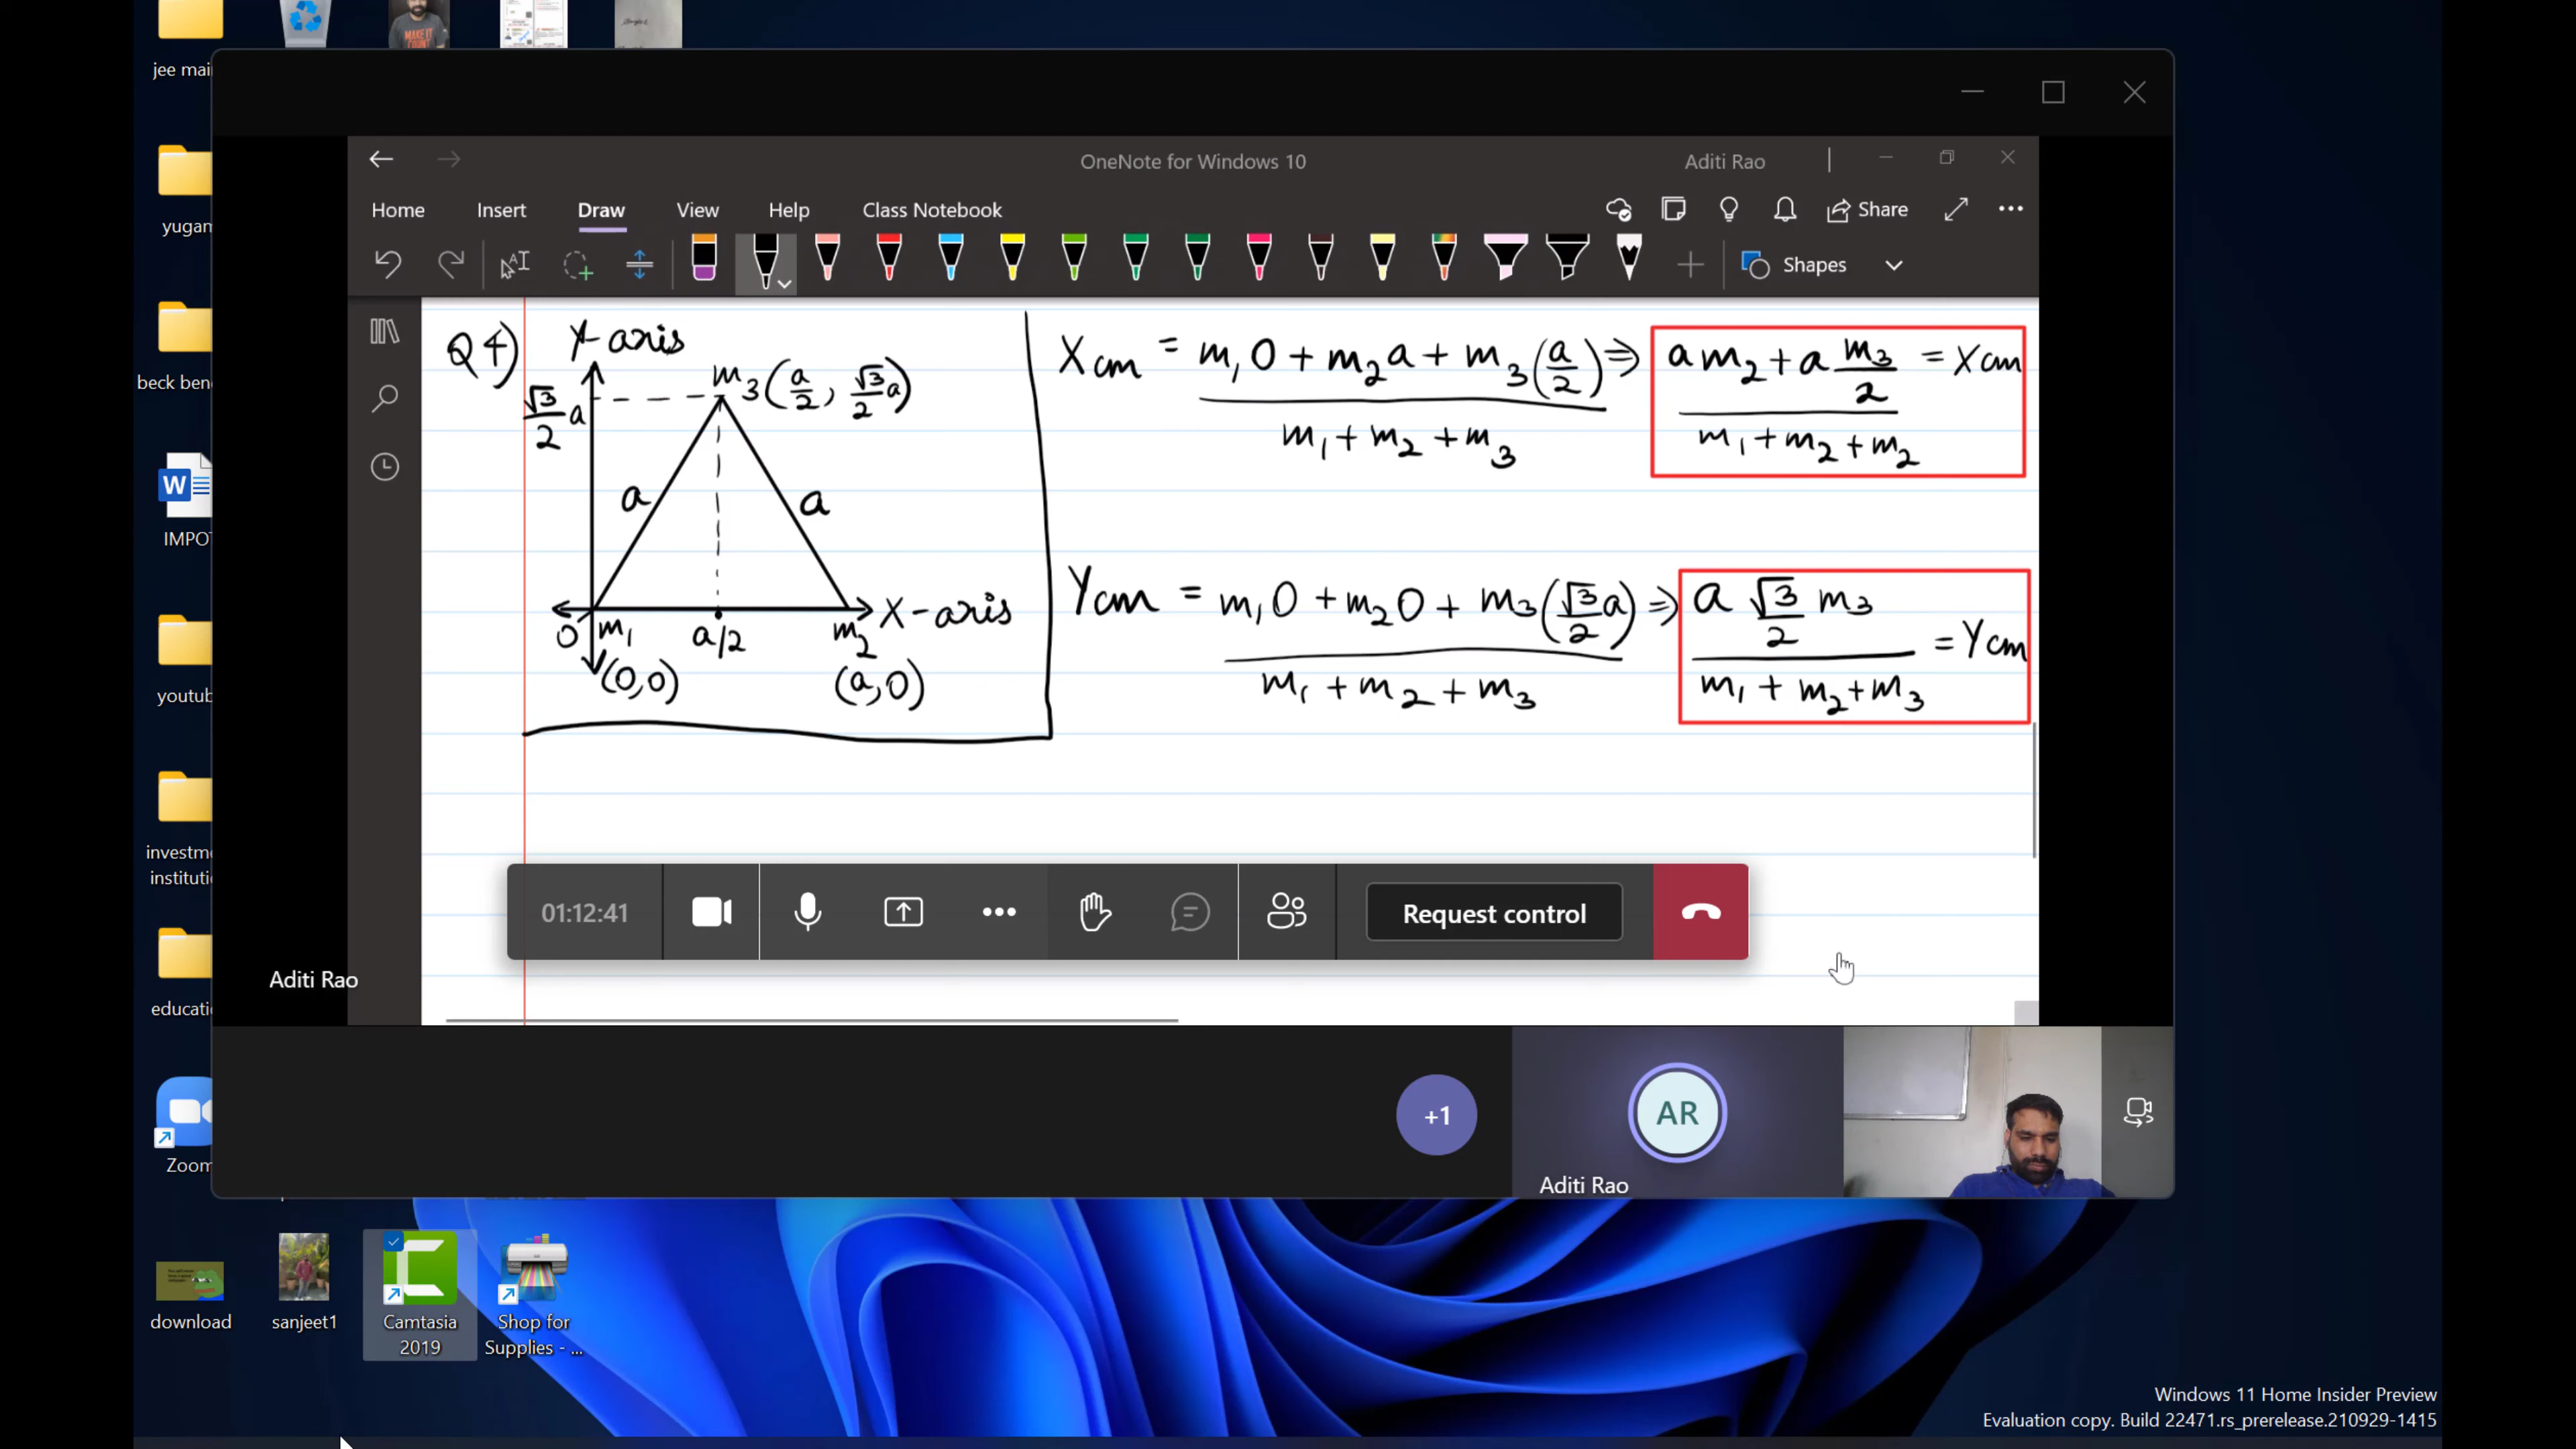 jee mai
OneNote for Windows 10
Aditi Rao
Home Insert Draw View Help Class Notebook
Share
Shapes
yugam
beck ben
IMPOT
youtub
investm
instituti
educati
Zoom
Q4)
Y-axis
m3 (a/2, √3/2 a)
√3/2 a
a a
0 m1 a/2 m2 X-axis
(0,0) (a,0)
Xcm = m1 0 + m2 a + m3 (a/2) / m1 + m2 + m3 ⇒ a m2 + a m3/2 / m1 + m2 + m2 = Xcm
Ycm = m1 0 + m2 0 + m3 (√3/2 a) / m1 + m2 + m3 ⇒ a √3/2 m3 / m1 + m2 + m3 = Ycm
01:12:41
Request control
Aditi Rao
+1
AR
Aditi Rao
download
sanjeet1
Camtasia
2019
Shop for
Supplies - ...
Windows 11 Home Insider Preview
Evaluation copy. Build 22471.rs_prerelease.210929-1415